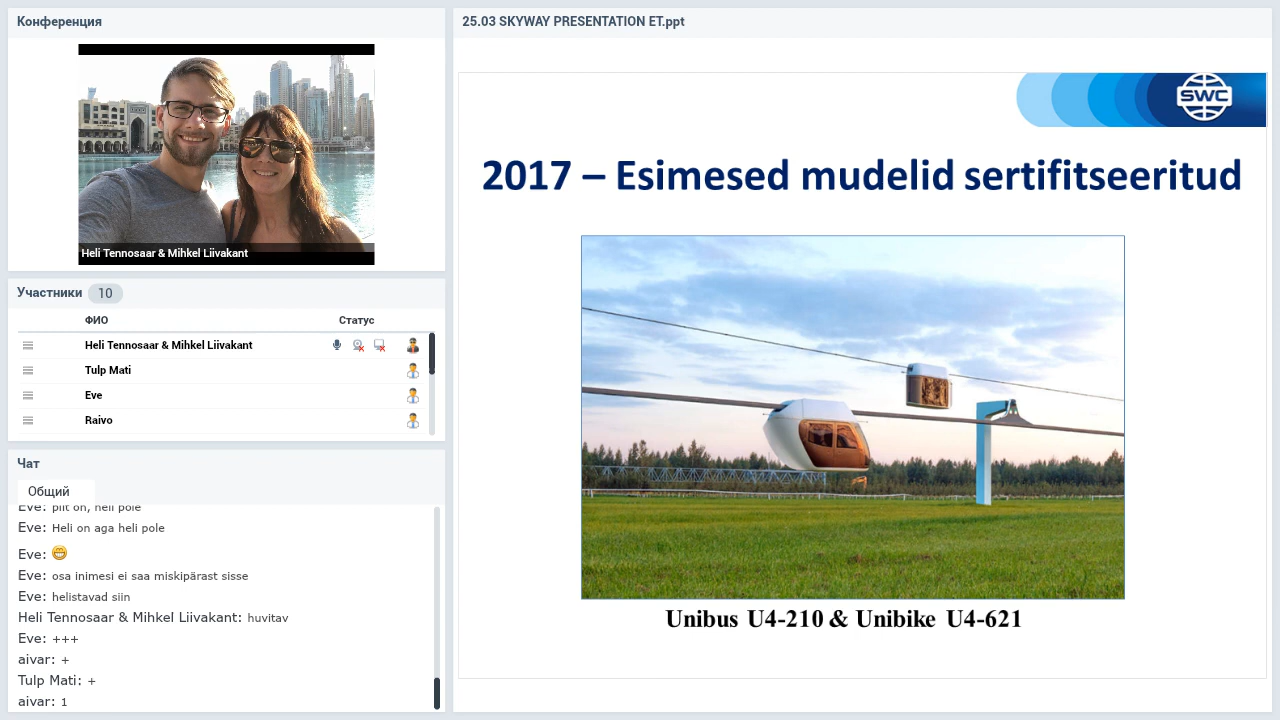 Конференция
Heli Tennosaar & Mihkel Liivakant
Участники 10
ФИО Статус
Heli Tennosaar & Mihkel Liivakant
Tulp Mati
Eve
Raivo
Чат
Общий
Eve: pilt on, heli pole
Eve: Heli on aga heli pole
Eve:
Eve: osa inimesi ei saa miskipärast sisse
Eve: helistavad siin
Heli Tennosaar & Mihkel Liivakant: huvitav
Eve: +++
aivar: +
Tulp Mati: +
aivar: 1
25.03 SKYWAY PRESENTATION ET.ppt
SWC
2017 – Esimesed mudelid sertifitseeritud
Unibus U4-210 & Unibike U4-621